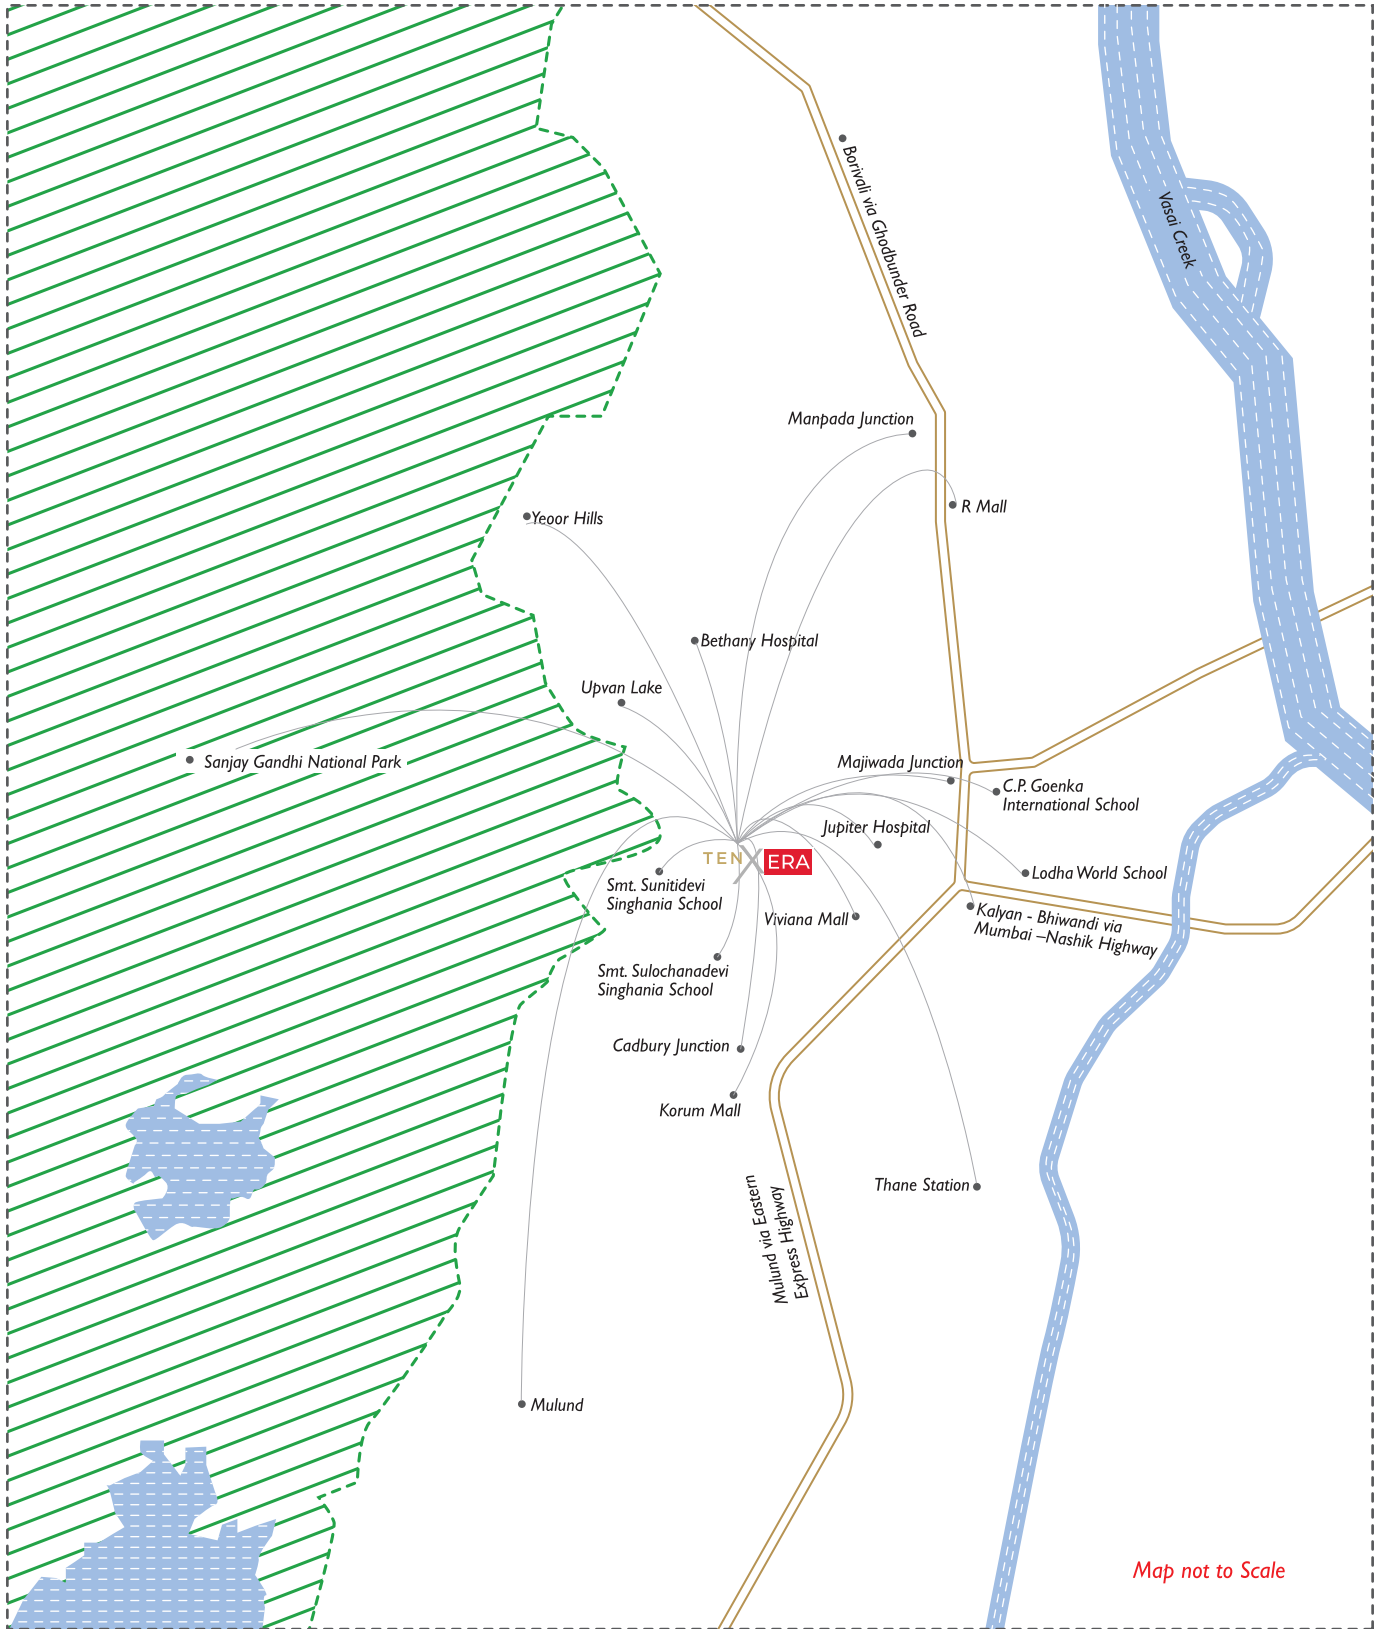 Borivali via Ghodbunder Road
Vasai Creek
Manpada Junction
R Mall
Yeoor Hills
Bethany Hospital
Upvan Lake
Sanjay Gandhi National Park
Majiwada Junction
C.P. Goenka
International School
Jupiter Hospital
TEN X ERA
Lodha World School
Smt. Sunitidevi
Singhania School
Viviana Mall
Kalyan - Bhiwandi via
Mumbai –Nashik Highway
Smt. Sulochanadevi
Singhania School
Cadbury Junction
Korum Mall
Thane Station
Mulund via Eastern
Express Highway
Mulund
Map not to Scale